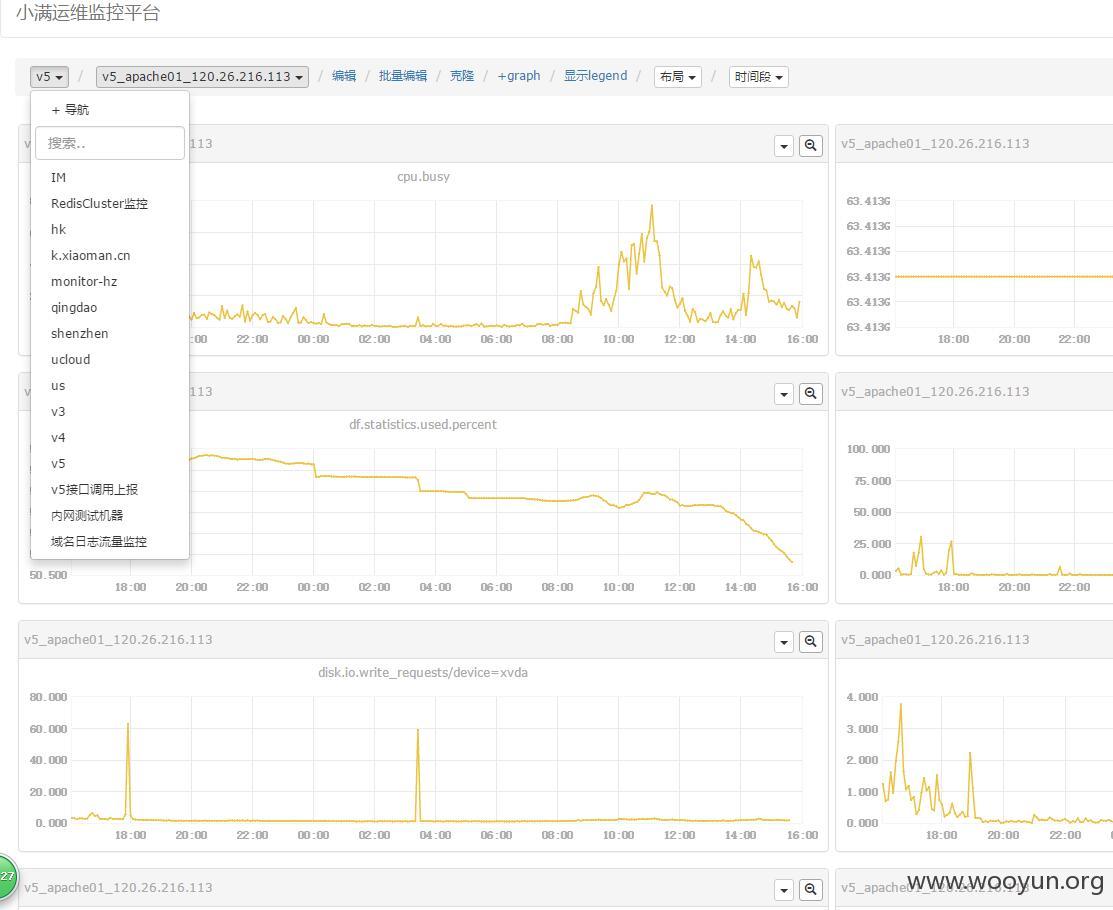 小满运维监控平台
v5 / v5_apache01_120.26.216.113 / 编辑 / 批量编辑 / 克隆 / +graph / 显示legend / 布局 / 时间段
+ 导航
搜索..
IM
RedisCluster监控
hk
k.xiaoman.cn
monitor-hz
qingdao
shenzhen
ucloud
us
v3
v4
v5
v5接口调用上报
内网测试机器
域名日志流量监控
113
cpu.busy
:00 22:00 00:00 02:00 04:00 06:00 08:00 10:00 12:00 14:00 16:00
v5_apache01_120.26.216.113
63.413G
63.413G
63.413G
63.413G
63.413G
63.413G
18:00 20:00 22:00
113
df.statistics.used.percent
50.500
18:00 20:00 22:00 00:00 02:00 04:00 06:00 08:00 10:00 12:00 14:00 16:00
v5_apache01_120.26.216.113
100.000
75.000
50.000
25.000
0.000
18:00 20:00 22:00
v5_apache01_120.26.216.113
disk.io.write_requests/device=xvda
80.000
60.000
40.000
20.000
0.000
18:00 20:00 22:00 00:00 02:00 04:00 06:00 08:00 10:00 12:00 14:00 16:00
v5_apache01_120.26.216.113
4.000
3.000
2.000
1.000
0.000
18:00 20:00 22:00
27
v5_apache01_120.26.216.113
v5_apache01_120.26.216.113
www.wooyun.org